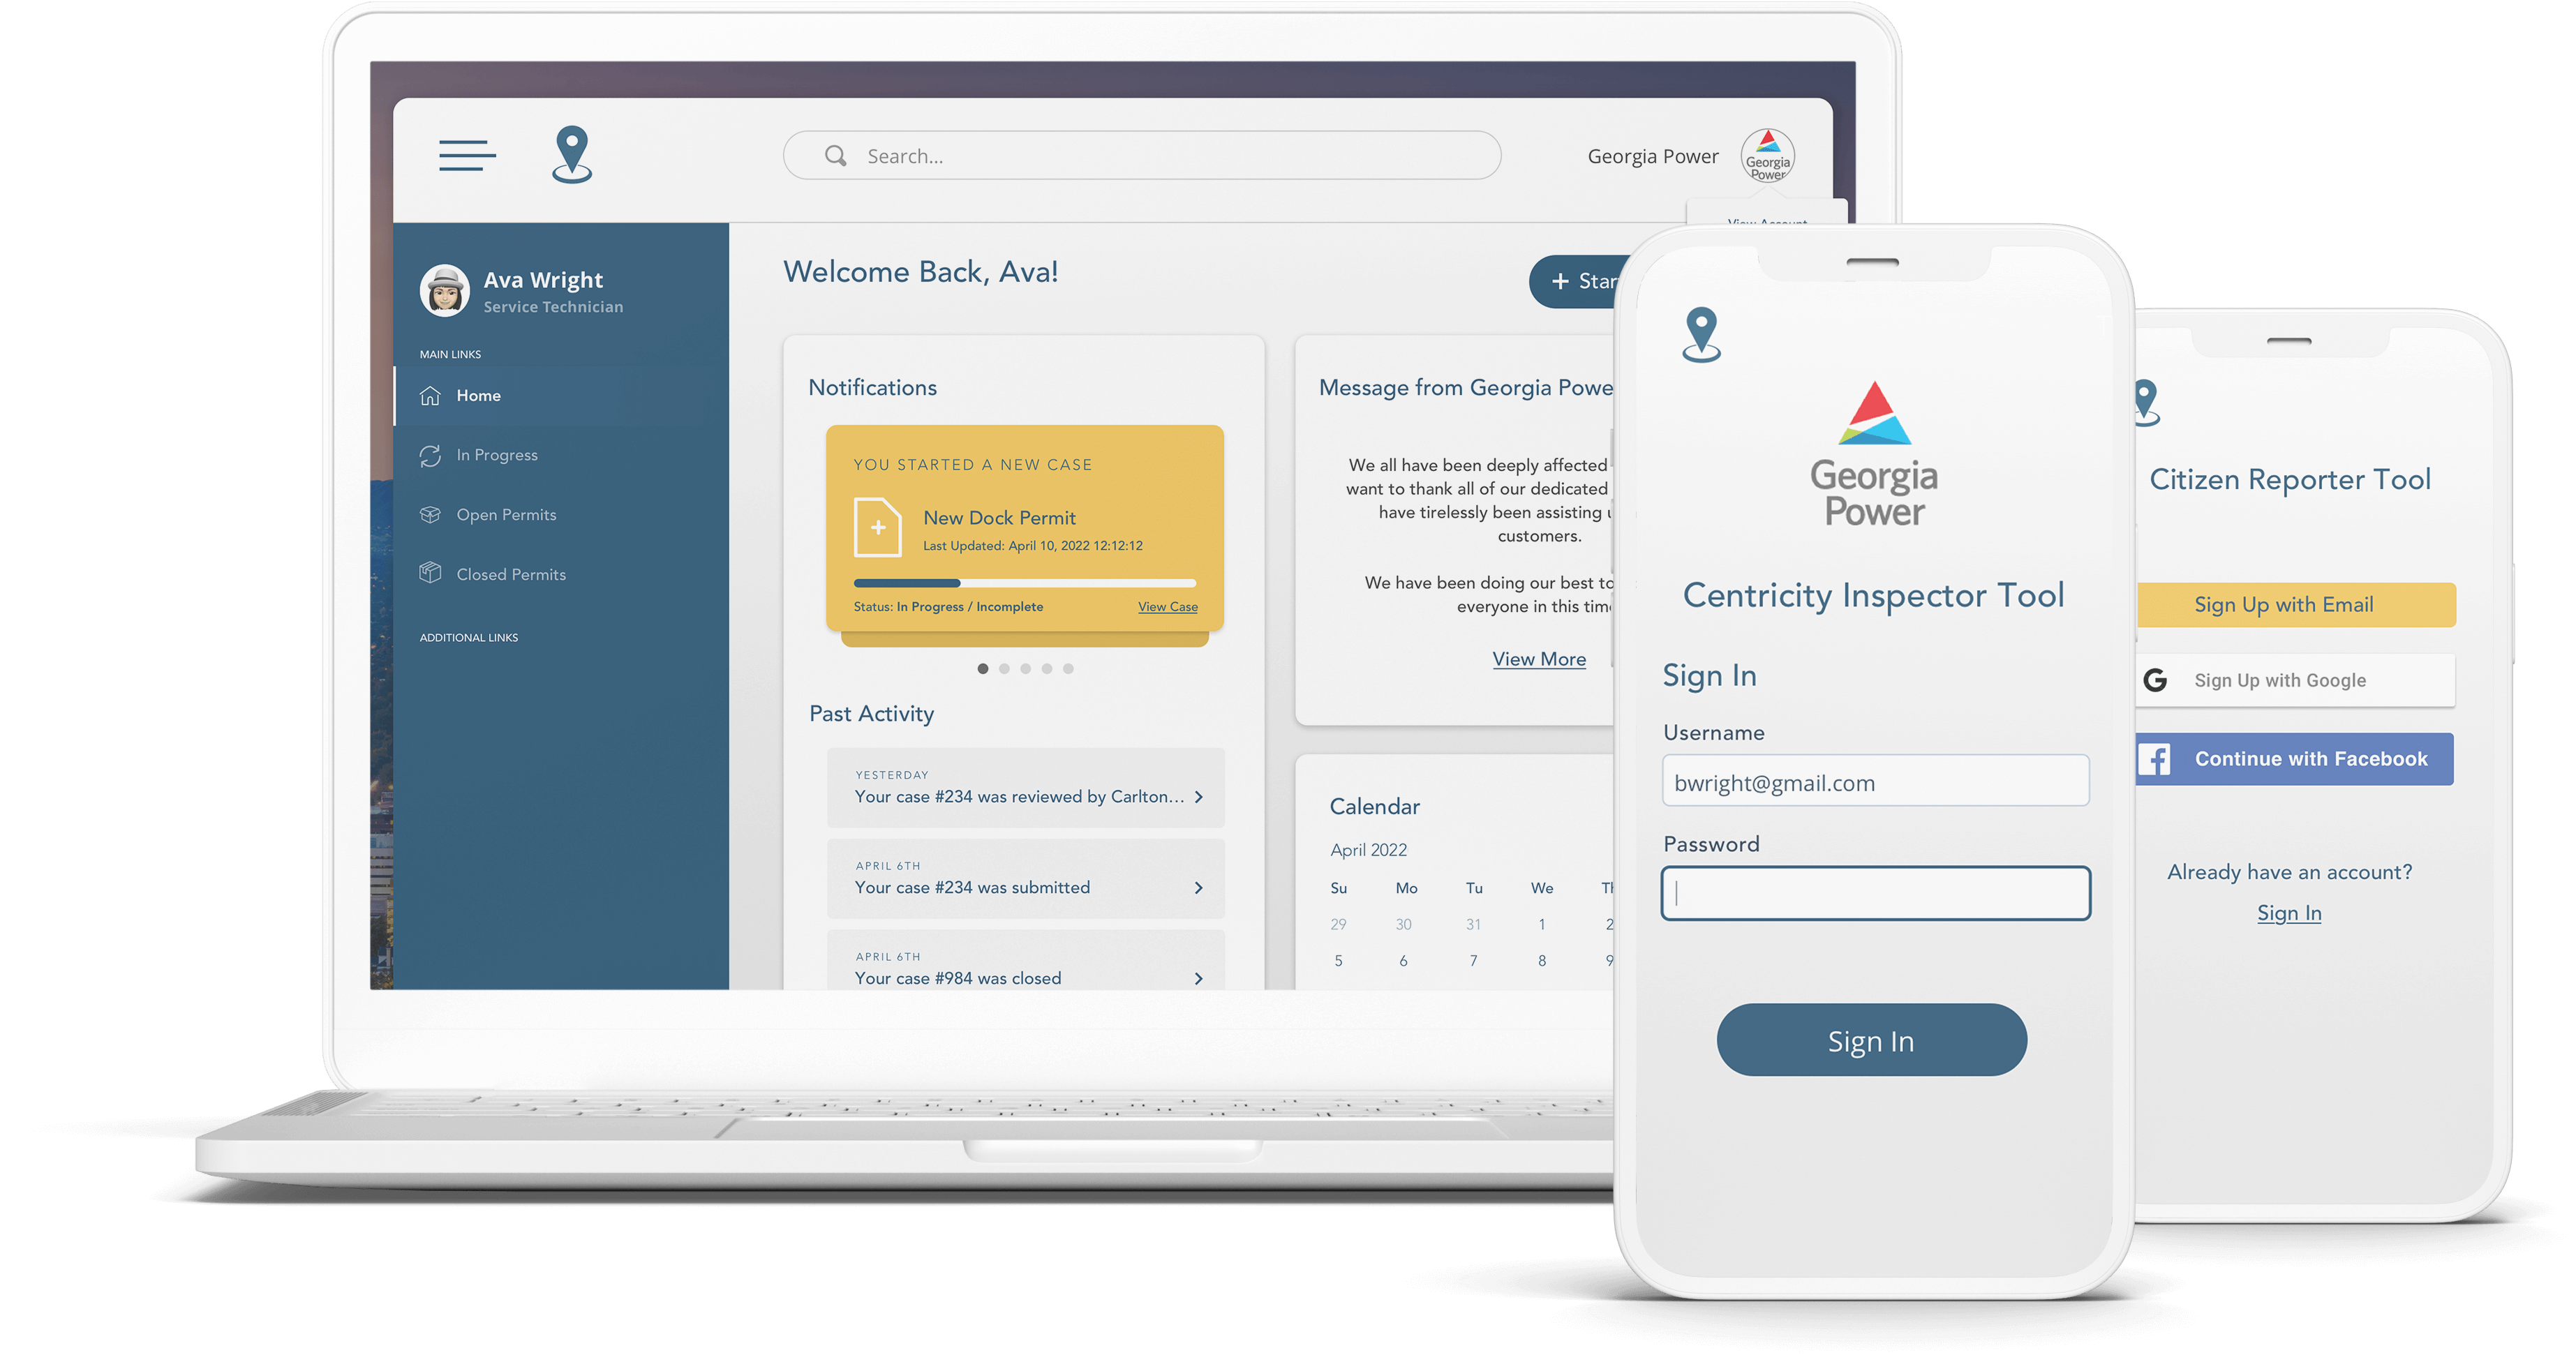 Search...
Georgia Power
Georgia
Power
View Account
Ava Wright
Service Technician
MAIN LINKS
Home
In Progress
Open Permits
Closed Permits
ADDITIONAL LINKS
Welcome Back, Ava!
+ Star
Notifications
YOU STARTED A NEW CASE
New Dock Permit
Last Updated: April 10, 2022 12:12:12
Status: In Progress / Incomplete
View Case
Past Activity
YESTERDAY
Your case #234 was reviewed by Carlton...
APRIL 6TH
Your case #234 was submitted
APRIL 6TH
Your case #984 was closed
Message from Georgia Powe
We all have been deeply affected
want to thank all of our dedicated
have tirelessly been assisting
customers.
We have been doing our best to
everyone in this tim
View More
Calendar
April 2022
Su Mo Tu We
29 30 31 1 2
5 6 7 8 9
Georgia
Power
Centricity Inspector Tool
Sign In
Username
bwright@gmail.com
Password
Sign In
Citizen Reporter Tool
Sign Up with Email
G Sign Up with Google
f Continue with Facebook
Already have an account?
Sign In